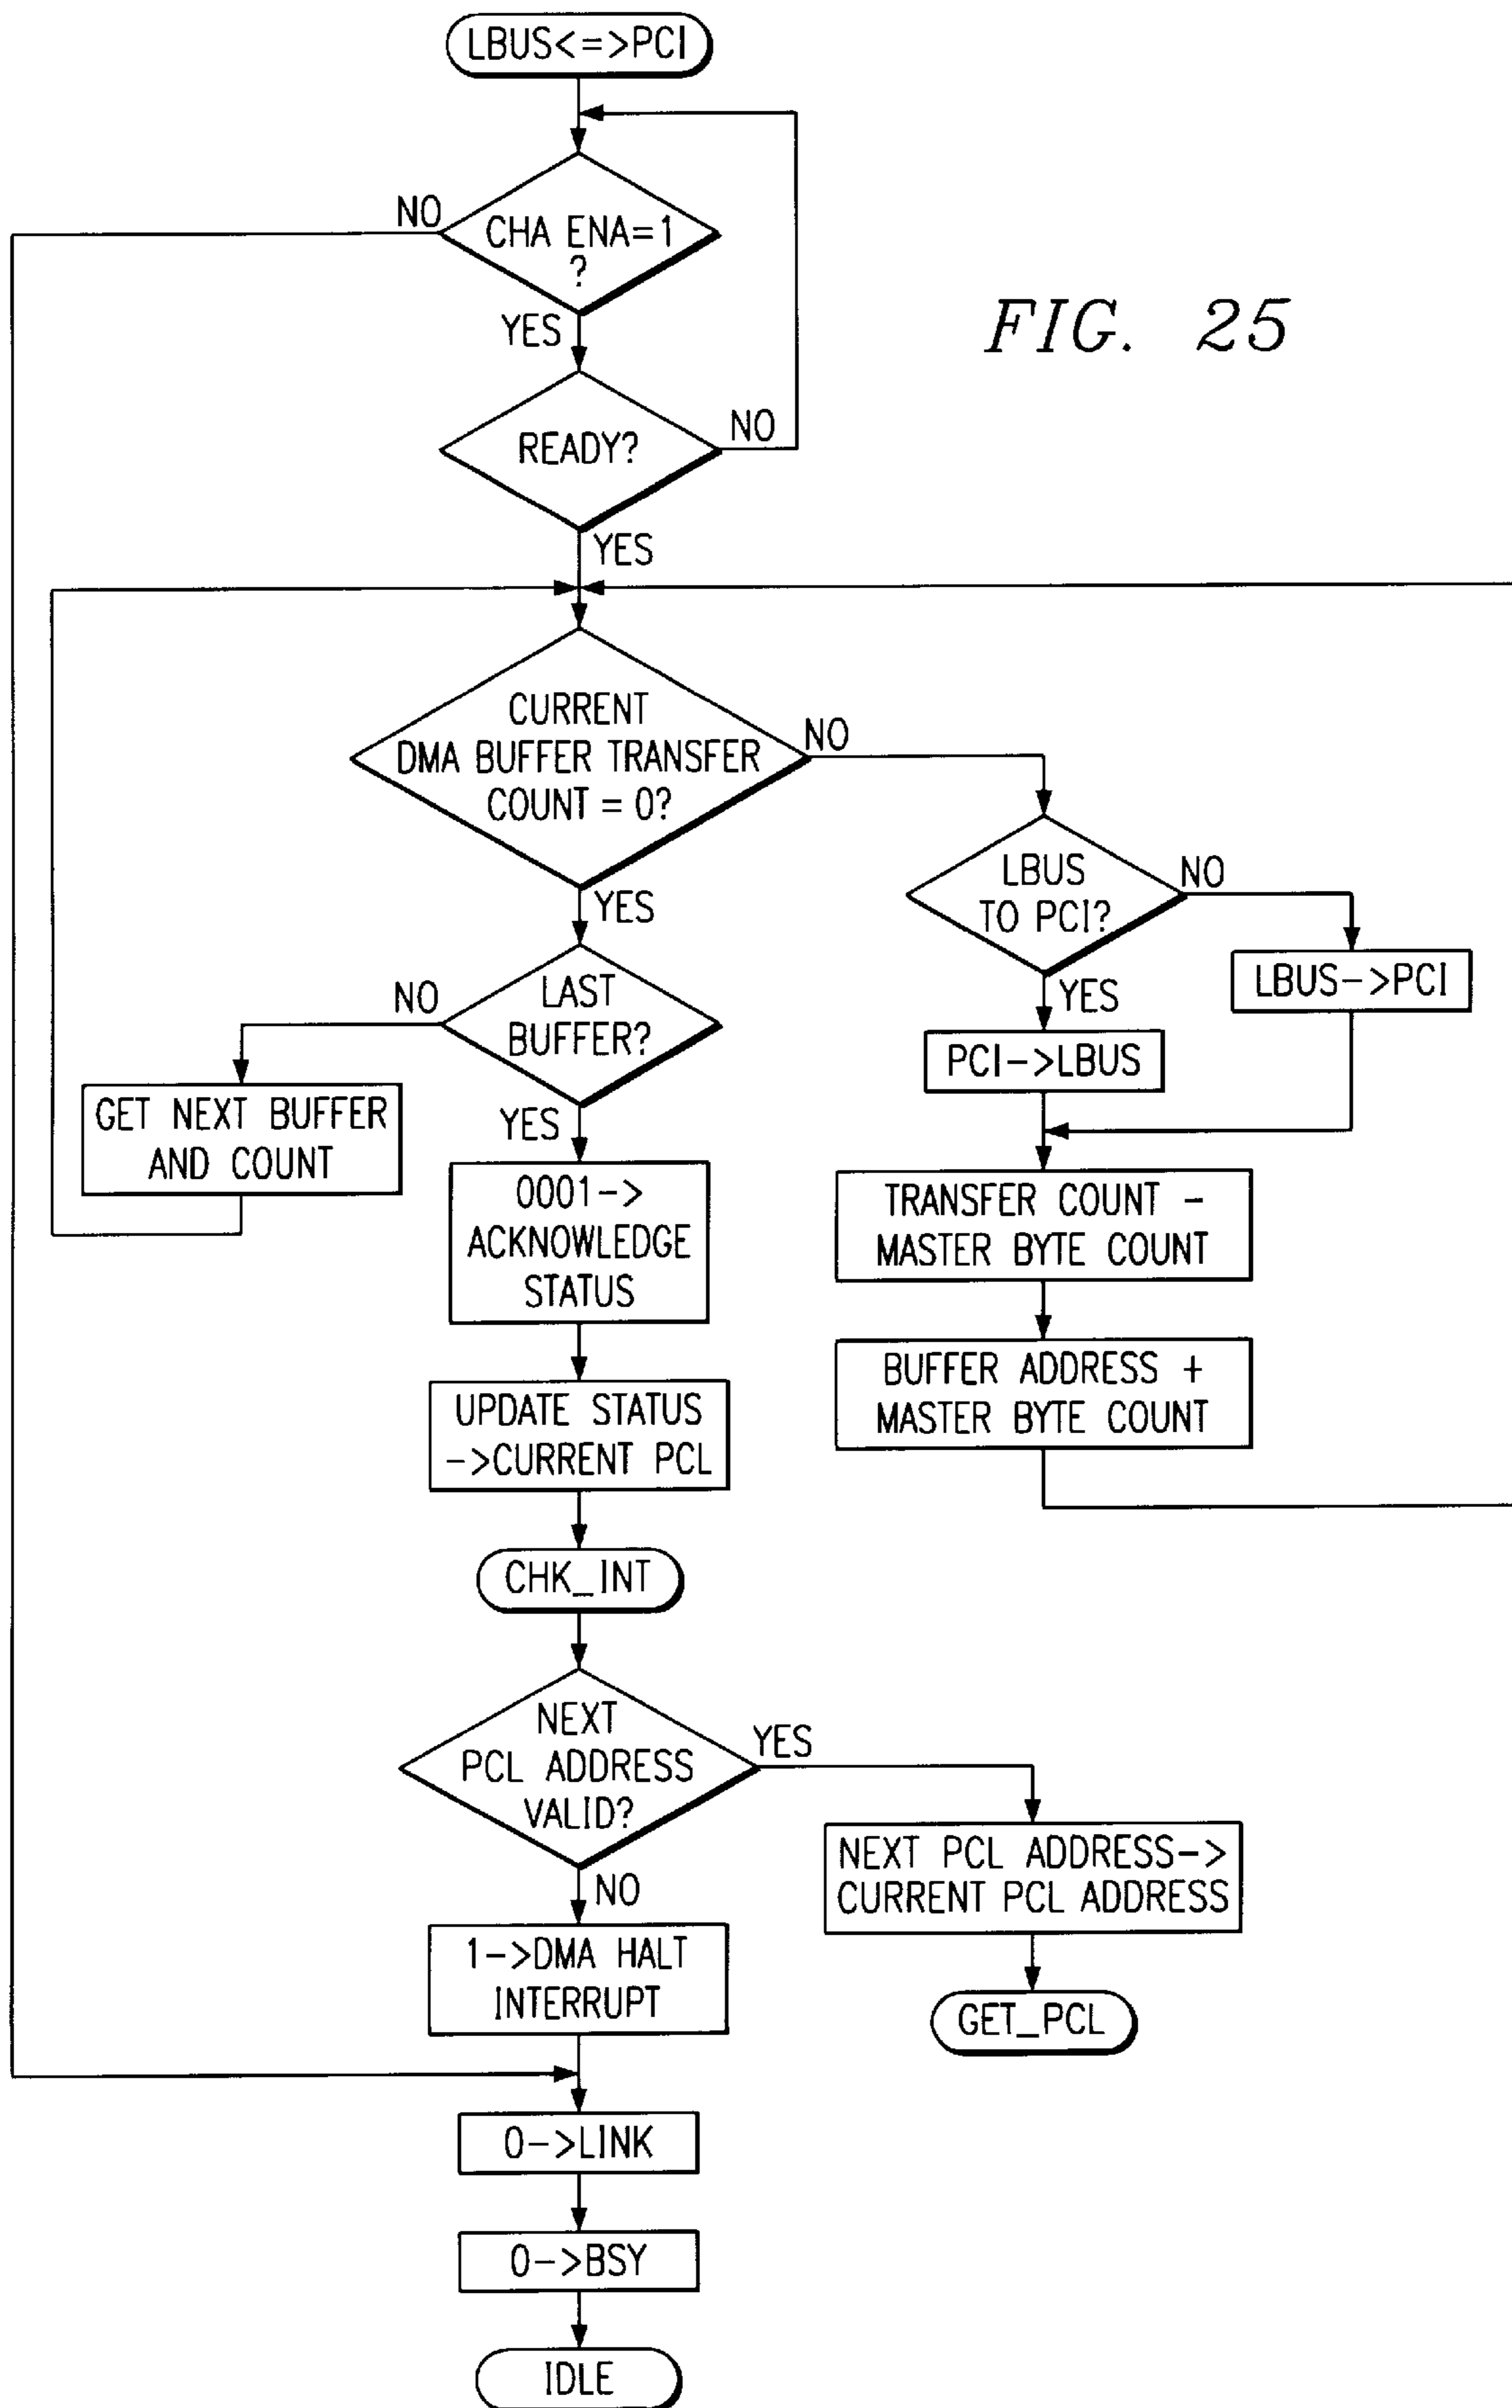 LBUS<=>PCI
NO
CHA ENA=1
?
YES
FIG. 25
READY?
NO
YES
CURRENT
DMA BUFFER TRANSFER
COUNT = 0?
NO
YES
LBUS
TO PCI?
NO
YES
LBUS->PCI
PCI->LBUS
TRANSFER COUNT -
MASTER BYTE COUNT
BUFFER ADDRESS +
MASTER BYTE COUNT
NO
LAST
BUFFER?
YES
GET NEXT BUFFER
AND COUNT
0001->
ACKNOWLEDGE
STATUS
UPDATE STATUS
->CURRENT PCL
CHK_INT
NEXT
PCL ADDRESS
VALID?
YES
NO
NEXT PCL ADDRESS->
CURRENT PCL ADDRESS
GET_PCL
1->DMA HALT
INTERRUPT
0->LINK
0->BSY
IDLE